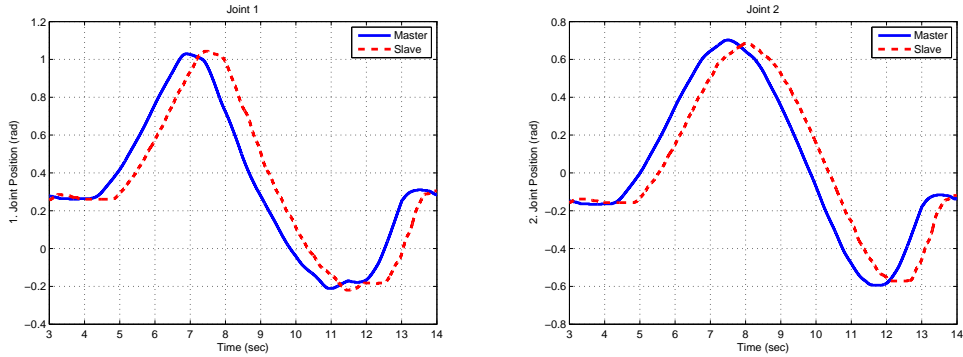 Joint 1
1.2
1
0.8
0.6
0.4
0.2
0
−0.2
−0.4
1. Joint Position (rad)
Master
Slave
3 4 5 6 7 8 9 10 11 12 13 14
Time (sec)
Joint 2
0.8
0.6
0.4
0.2
0
−0.2
−0.4
−0.6
−0.8
2. Joint Position (rad)
Master
Slave
3 4 5 6 7 8 9 10 11 12 13 14
Time (sec)